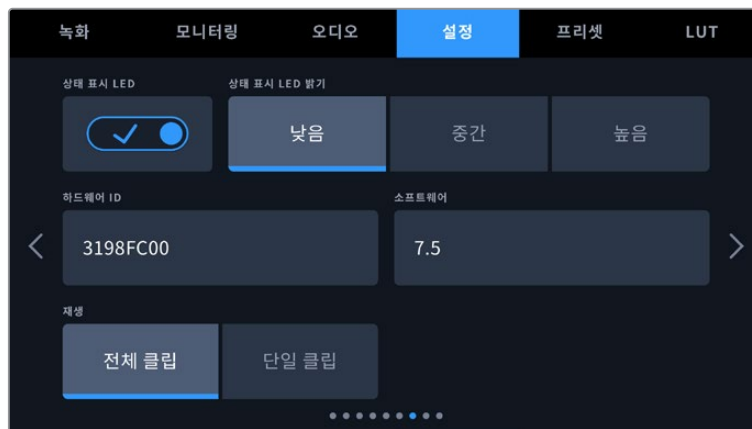 녹화 모니터링 오디오 설정 프리셋 LUT
상태 표시 LED 상태 표시 LED 밝기
낮음 중간 높음
하드웨어 ID 소프트웨어
3198FC00 7.5
재생
전체 클립 단일 클립